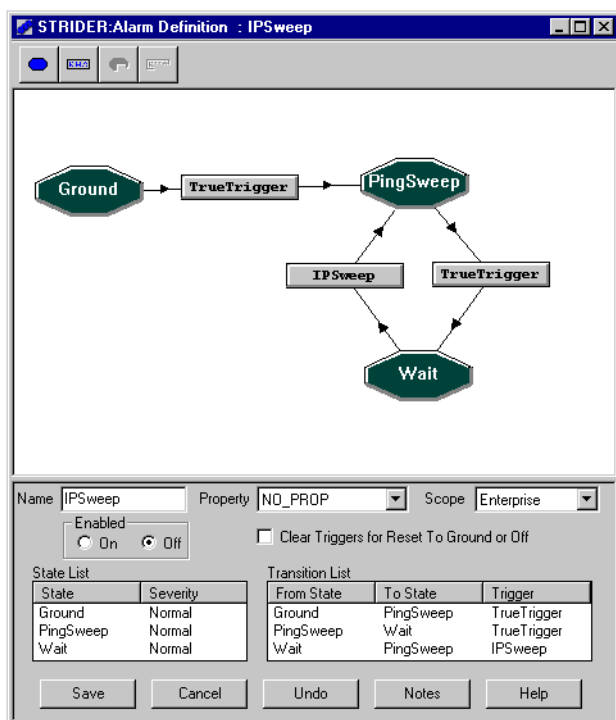 STRIDER:Alarm Definition : IPSweep
Ground
TrueTrigger
PingSweep
IPSweep
TrueTrigger
Wait
Name IPSweep Property NO_PROP Scope Enterprise
Enabled
On Off Clear Triggers for Reset To Ground or Off
State List Transition List
State Severity From State To State Trigger
Ground Normal Ground PingSweep TrueTrigger
PingSweep Normal PingSweep Wait TrueTrigger
Wait Normal Wait PingSweep IPSweep
Save Cancel Undo Notes Help